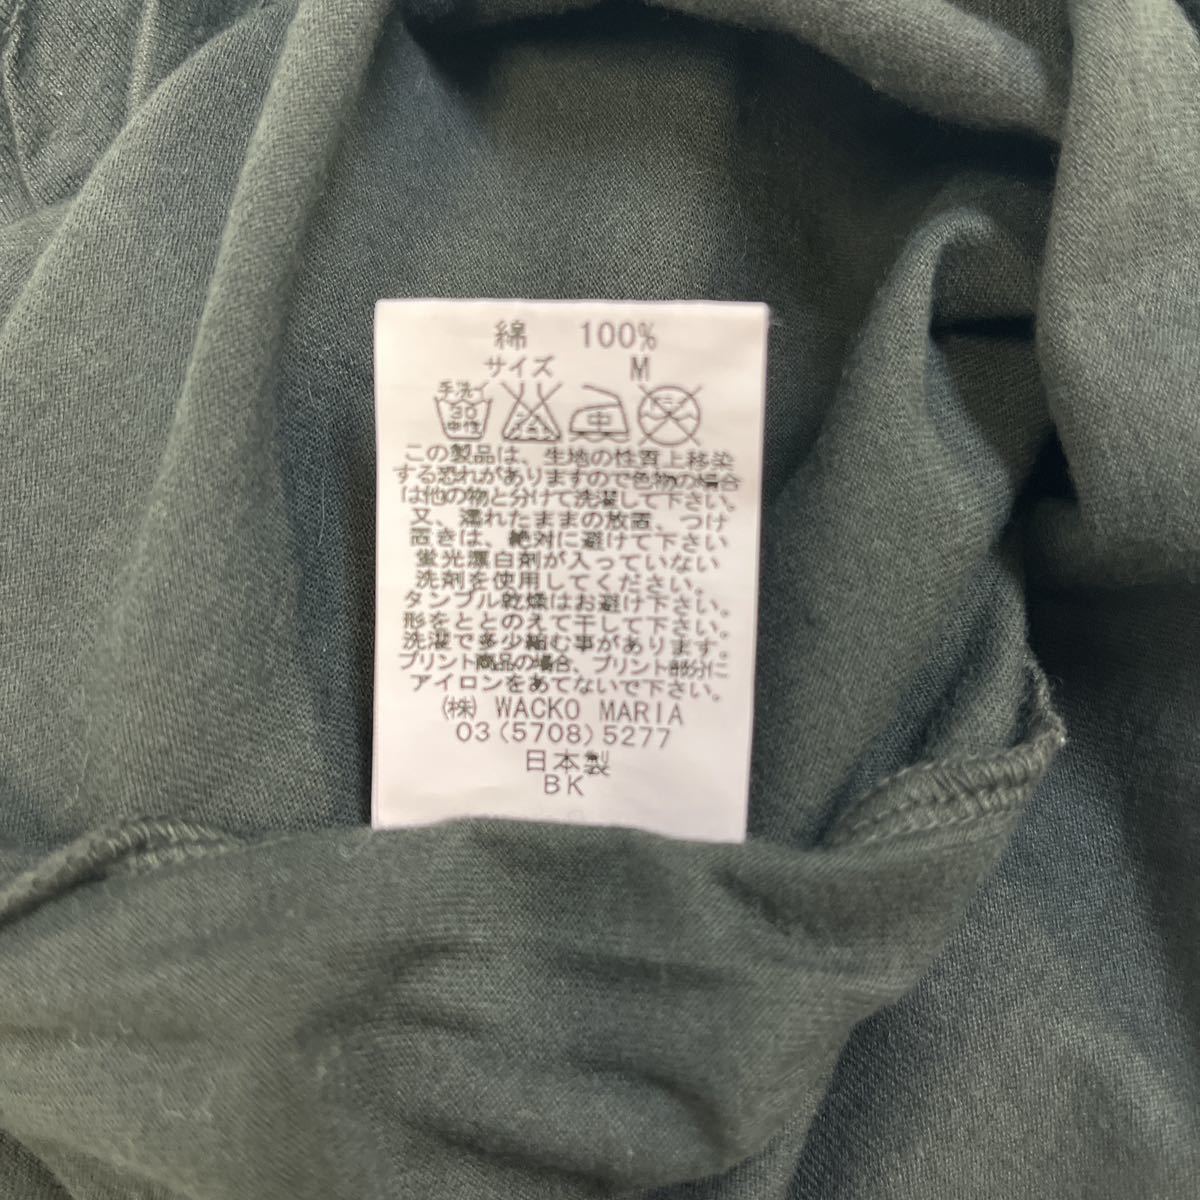 綿 100%
サイズ M
手洗イ
30
中性
エンソ
サラシ
中
この製品は、生地の性質上移染
する恐れがありますので色物の場合
は他の物と分けて洗濯して下さい。
又、濡れたままの放置、つけ
置きは、絶対に避けて下さい
蛍光漂白剤が入っていない
洗剤を使用してください。
タンブル乾燥はお避け下さい。
形をととのえて干して下さい。
洗濯で多少縮む事があります。
プリント商品の場合、プリント部分に
アイロンをあてないで下さい。
(株) WACKO MARIA
03(5708)5277
日本製
BK